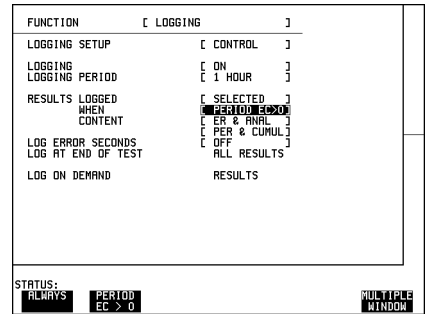 FUNCTION [ LOGGING ]
LOGGING SETUP [ CONTROL ]
LOGGING [ ON ]
LOGGING PERIOD [ 1 HOUR ]
RESULTS LOGGED [ SELECTED ]
WHEN [ PERIOD EC>0]
CONTENT [ ER & ANAL ]
[ PER & CUMUL]
LOG ERROR SECONDS [ OFF ]
LOG AT END OF TEST ALL RESULTS
LOG ON DEMAND RESULTS
STATUS:
ALWAYS PERIOD MULTIPLE
EC > 0 WINDOW